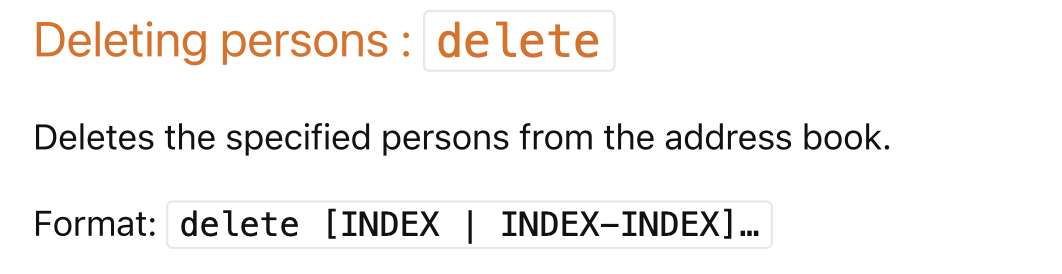 Deleting persons : delete
Deletes the specified persons from the address book.
Format: delete [INDEX | INDEX-INDEX]…